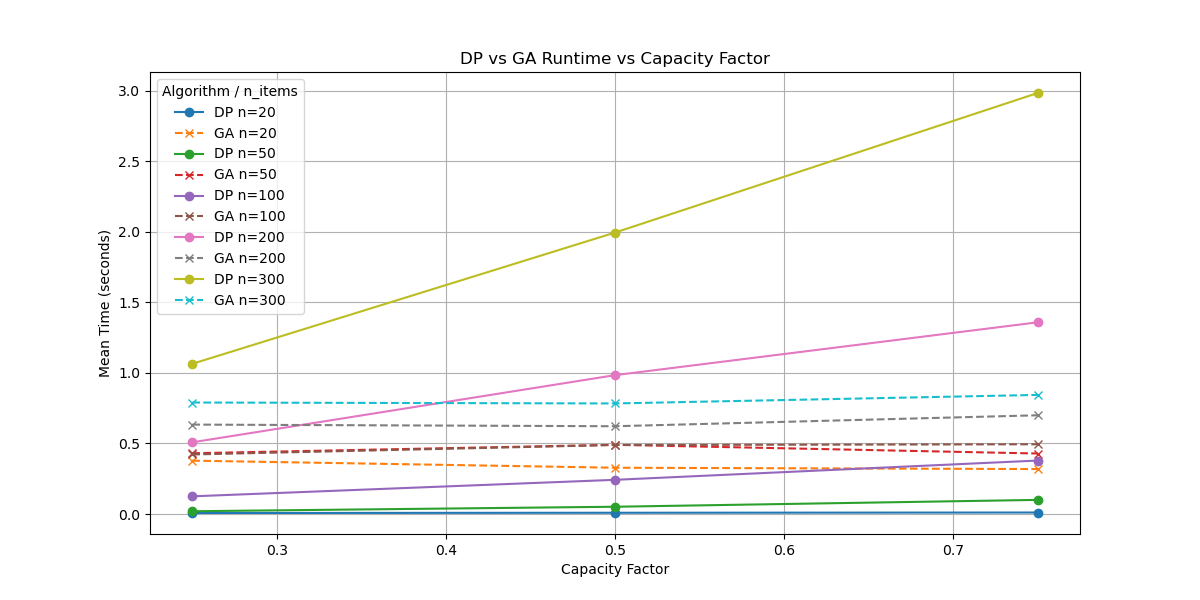 DP vs GA Runtime vs Capacity Factor
Algorithm / n_items
DP n=20
GA n=20
DP n=50
GA n=50
DP n=100
GA n=100
DP n=200
GA n=200
DP n=300
GA n=300
Mean Time (seconds)
3.0
2.5
2.0
1.5
1.0
0.5
0.0
0.3 0.4 0.5 0.6 0.7
Capacity Factor